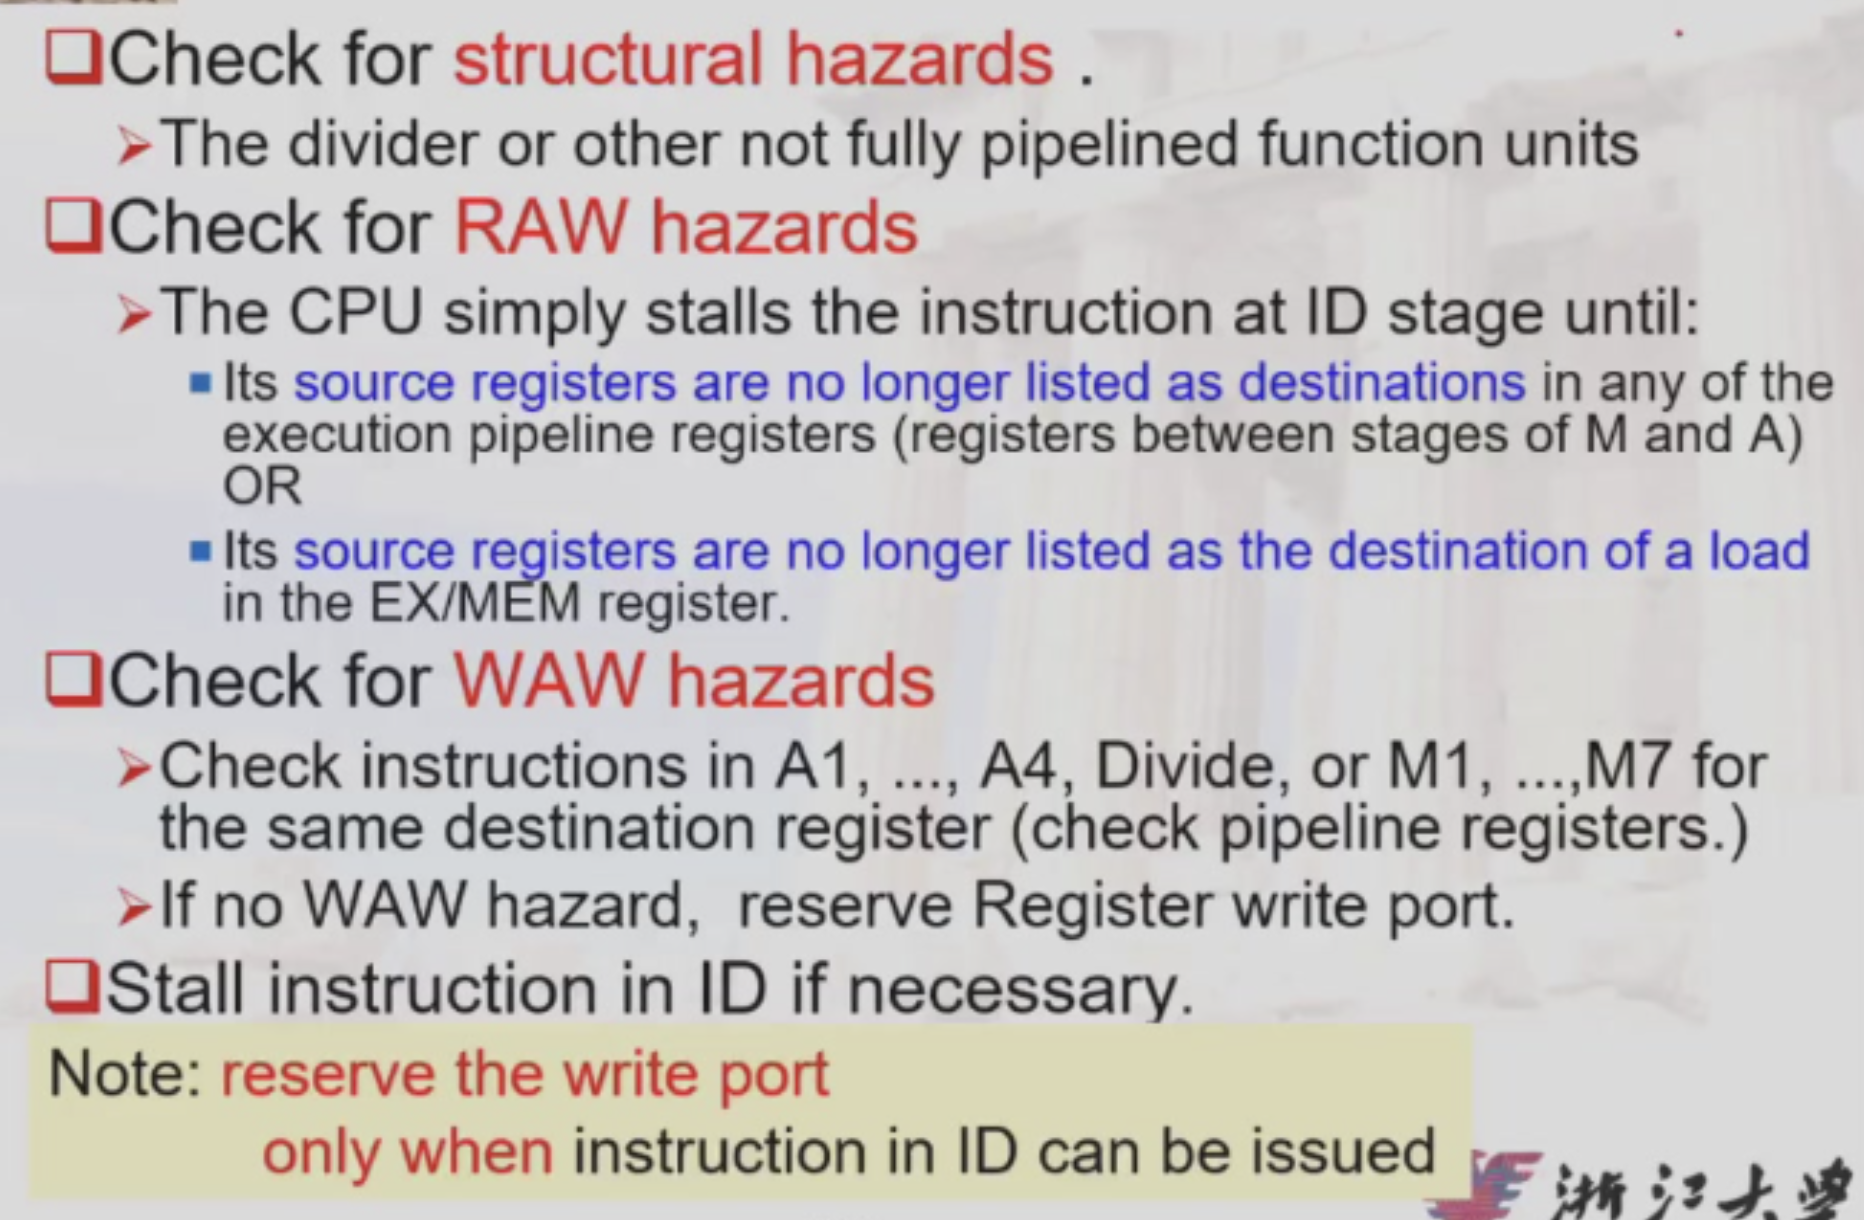 Check for structural hazards .
The divider or other not fully pipelined function units
Check for RAW hazards
The CPU simply stalls the instruction at ID stage until:
Its source registers are no longer listed as destinations in any of the
execution pipeline registers (registers between stages of M and A)
OR
Its source registers are no longer listed as the destination of a load
in the EX/MEM register.
Check for WAW hazards
Check instructions in A1, ..., A4, Divide, or M1, ...,M7 for
the same destination register (check pipeline registers.)
If no WAW hazard, reserve Register write port.
Stall instruction in ID if necessary.
Note: reserve the write port
only when instruction in ID can be issued
浙江大学